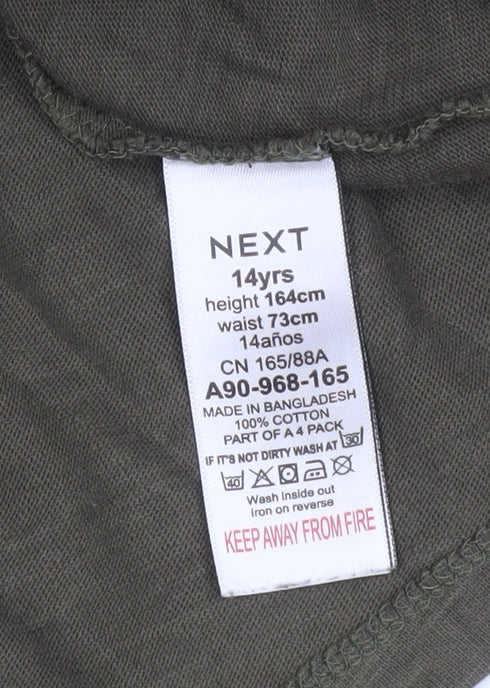 NEXT
14yrs
height 164cm
waist 73cm
14años
CN 165/88A
A90-968-165
MADE IN BANGLADESH
100% COTTON
PART OF A 4 PACK
IF IT'S NOT DIRTY WASH AT 30
40
Wash inside out
Iron on reverse
KEEP AWAY FROM FIRE